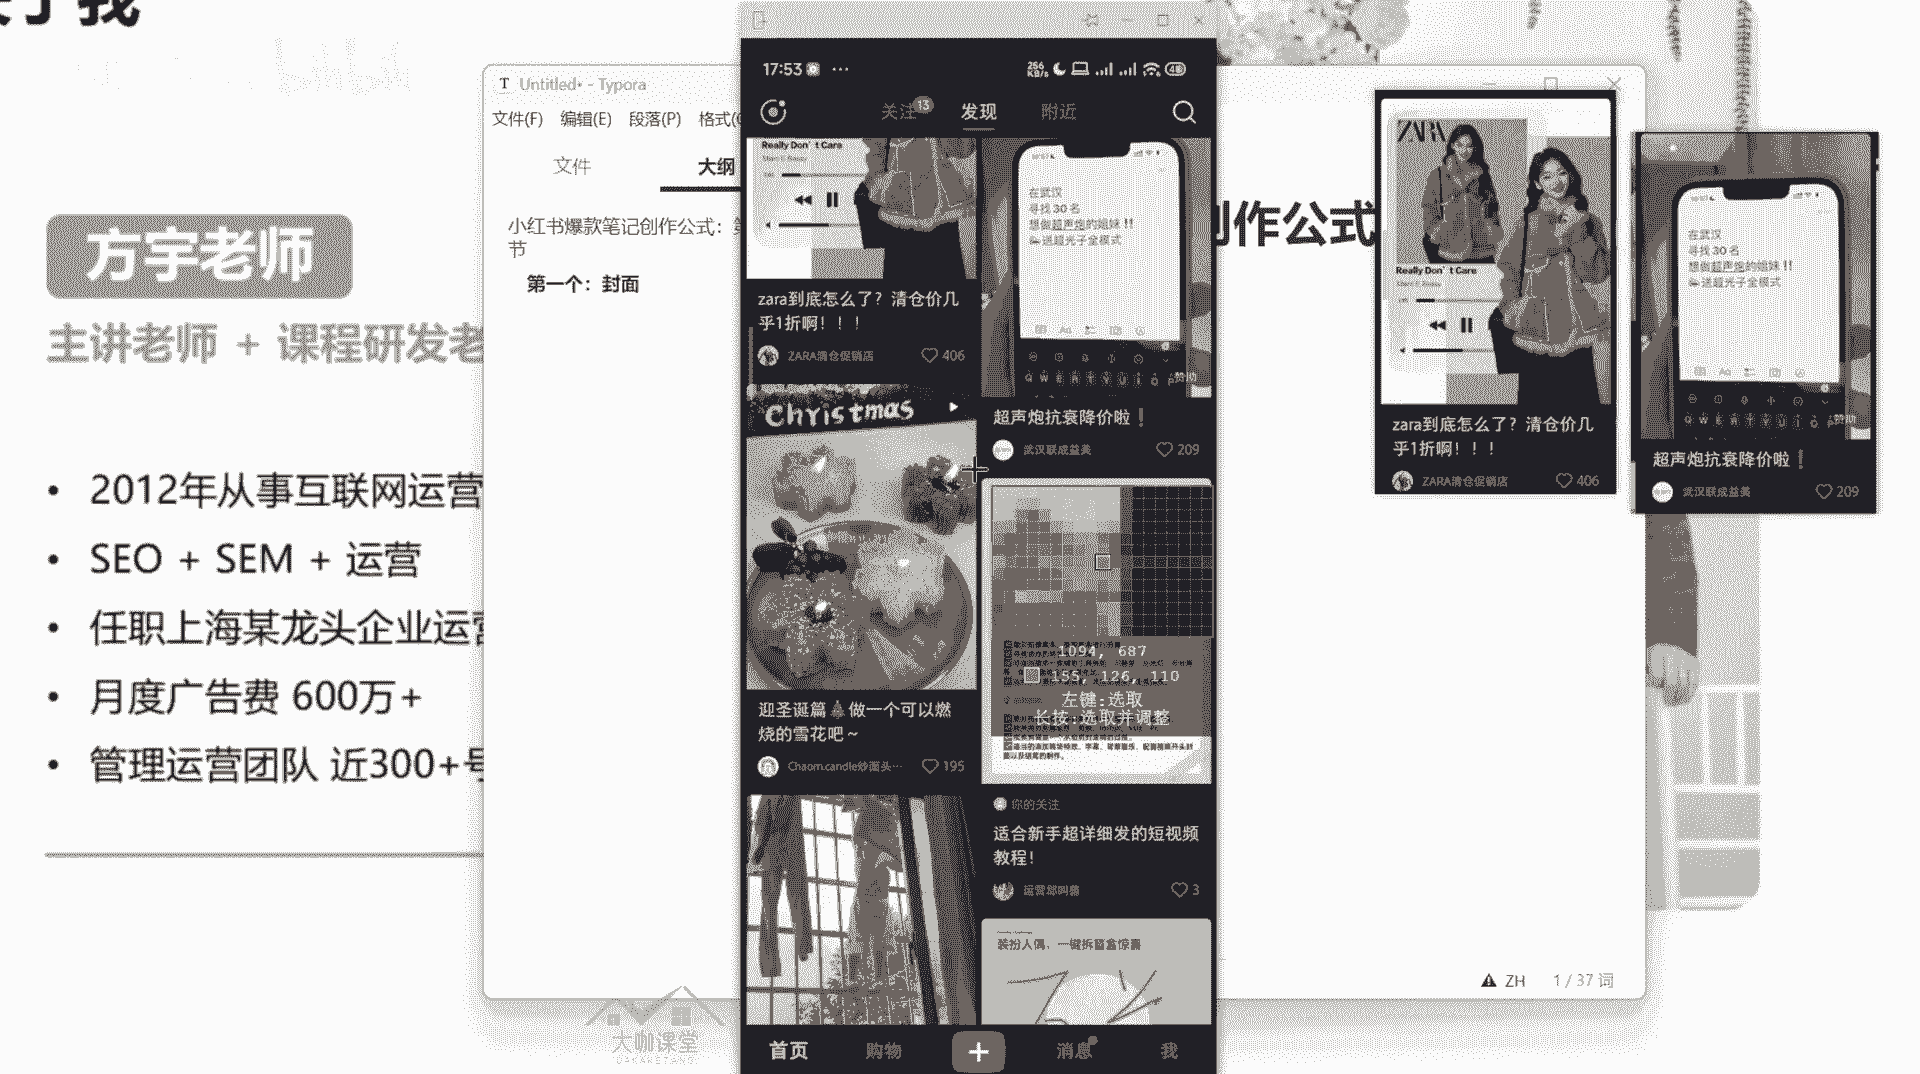 bilibili
方宇老师
主讲老师 + 课程研发老
• 2012年从事互联网运营
• SEO + SEM + 运营
• 任职上海某龙头企业运营
• 月度广告费 600万+
• 管理运营团队 近300+号
T Untitled• - Typora
文件(F) 编辑(E) 段落(P) 格式(
文件
大纲
小红书爆款笔记创作公式：第
节
第一个：封面
创作公式
ZH 1 / 37 词
大咖课堂
DAKAKETANG
17:53
256 KB/s
关注 13 发现 附近
Really Don't Care
zara到底怎么了？清仓价几
乎1折啊！！！
ZARA清仓促销店 406
Christmas
迎圣诞篇🎄做一个可以燃
烧的雪花吧～
Chaom.candle炒面头… 195
在武汉
寻找 30 名
想做超声炮的姐妹 !!
送超光子全模式
Q W E R T Y U I O P
赞助
超声炮抗衰降价啦❗
武汉联成益美 209
1094, 687
155, 126, 110
左键:选取
长按:选取并调整
你的关注
适合新手超详细发的短视频
教程！
3
装扮人偶、一键拆盲盒惊喜
首页 购物 + 消息 我
ZARA
Really Don't Care
zara到底怎么了？清仓价几
乎1折啊！！！
ZARA清仓促销店 406
在武汉
寻找 30 名
想做超声炮的姐妹 !!
送超光子全模式
Q W E R T Y U I O P
赞助
超声炮抗衰降价啦❗
武汉联成益美 209